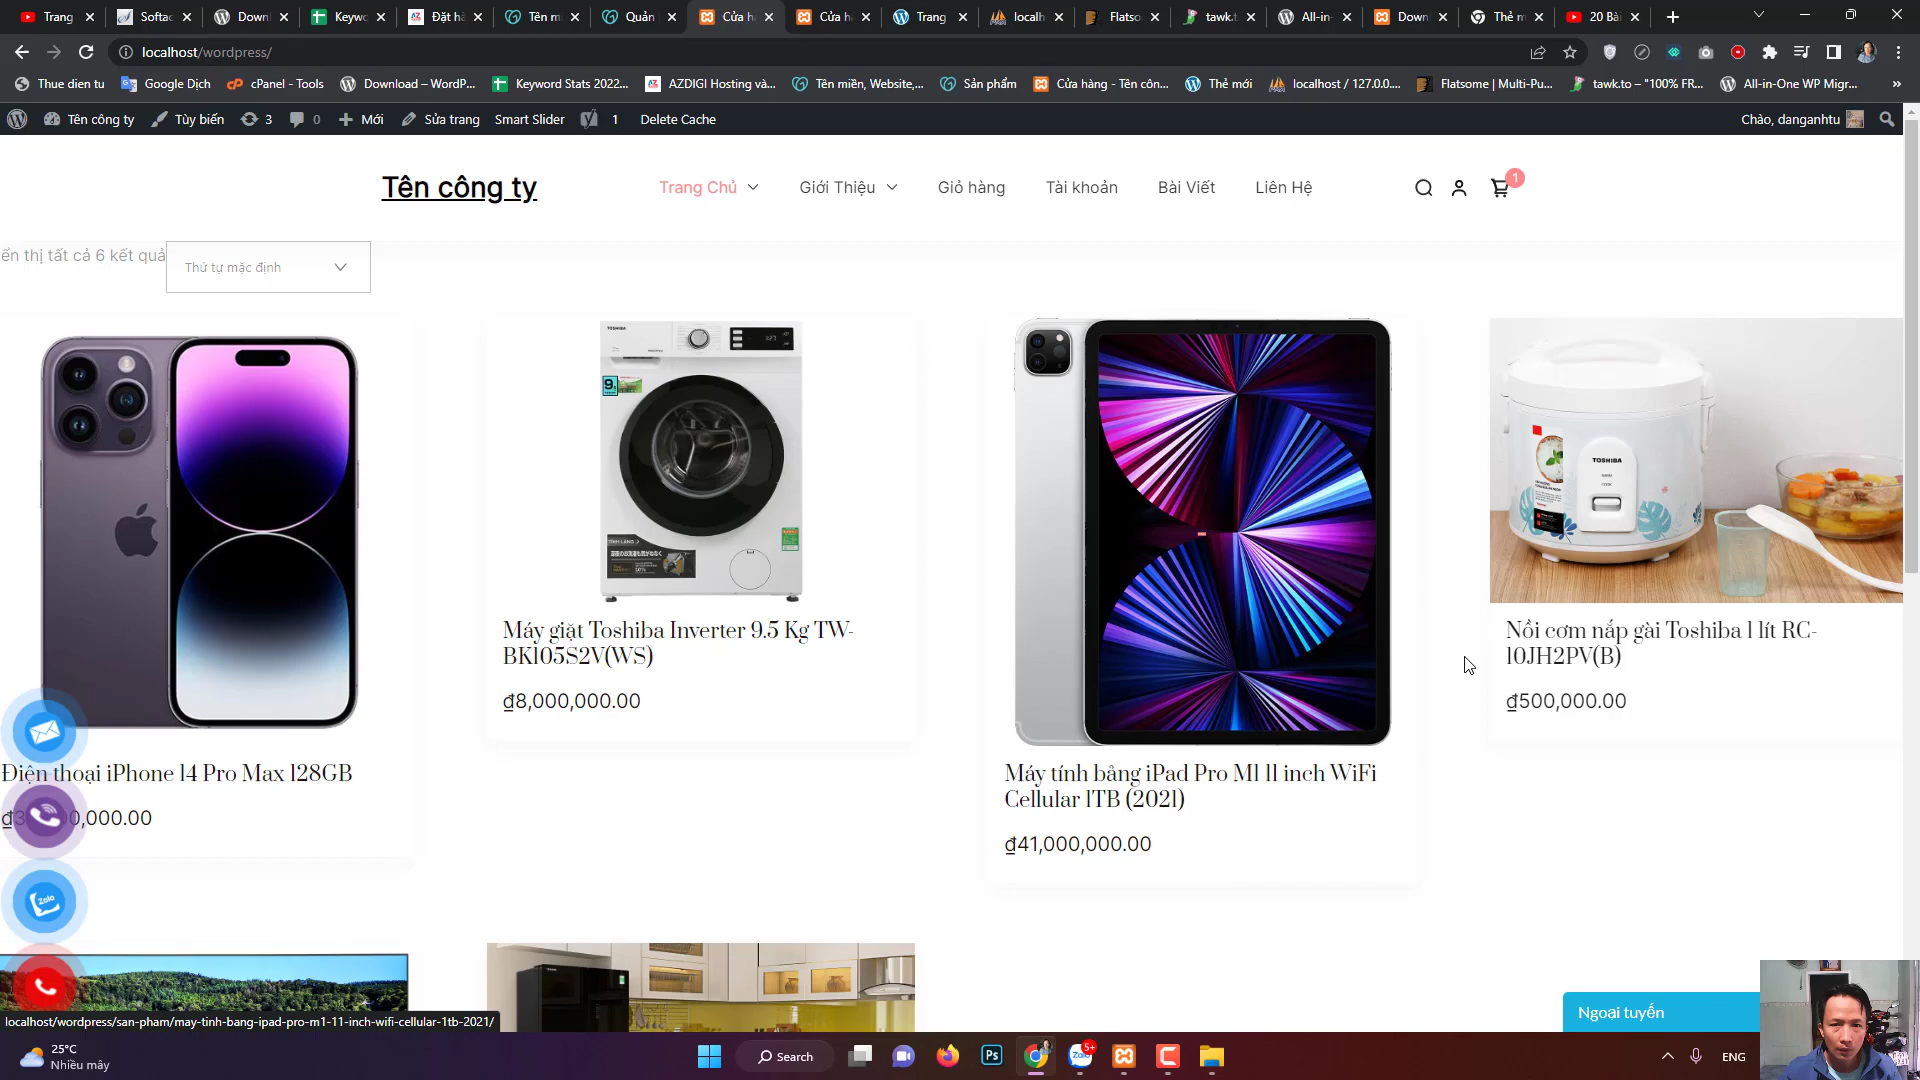 Trang
Softac
Down
Keywo
Đặt hà
Tên m
Quản
Cửa h
Cửa h
Trang
localh
Flatso
tawk.t
All-in-
Down
Thẻ m
20 Bà
localhost/wordpress/
Thue dien tu
Google Dịch
cPanel - Tools
Download – WordP...
Keyword Stats 2022...
AZDIGI Hosting và...
Tên miền, Website,...
Sản phẩm
Cửa hàng - Tên côn...
Thẻ mới
localhost / 127.0.0....
Flatsome | Multi-Pu...
tawk.to – "100% FR...
All-in-One WP Migr...
Tên công ty
Tùy biến
3
0
Mới
Sửa trang
Smart Slider
1
Delete Cache
Chào, danganhtu
Tên công ty
Trang Chủ
Giới Thiệu
Giỏ hàng
Tài khoản
Bài Viết
Liên Hệ
1
ển thị tất cả 6 kết quả
Thứ tự mặc định
TOSHIBA
9
TOSHIBA
Điện thoại iPhone 14 Pro Max 128GB
,000.00
Máy giặt Toshiba Inverter 9.5 Kg TW-
BK105S2V(WS)
₫8,000,000.00
Máy tính bảng iPad Pro M1 11 inch WiFi
Cellular 1TB (2021)
₫41,000,000.00
Nồi cơm nắp gài Toshiba 1 lít RC-
10JH2PV(B)
₫500,000.00
Zalo
localhost/wordpress/san-pham/may-tinh-bang-ipad-pro-m1-11-inch-wifi-cellular-1tb-2021/
Ngoại tuyến
25°C
Nhiều mây
Search
Ps
Zalo
5+
ENG